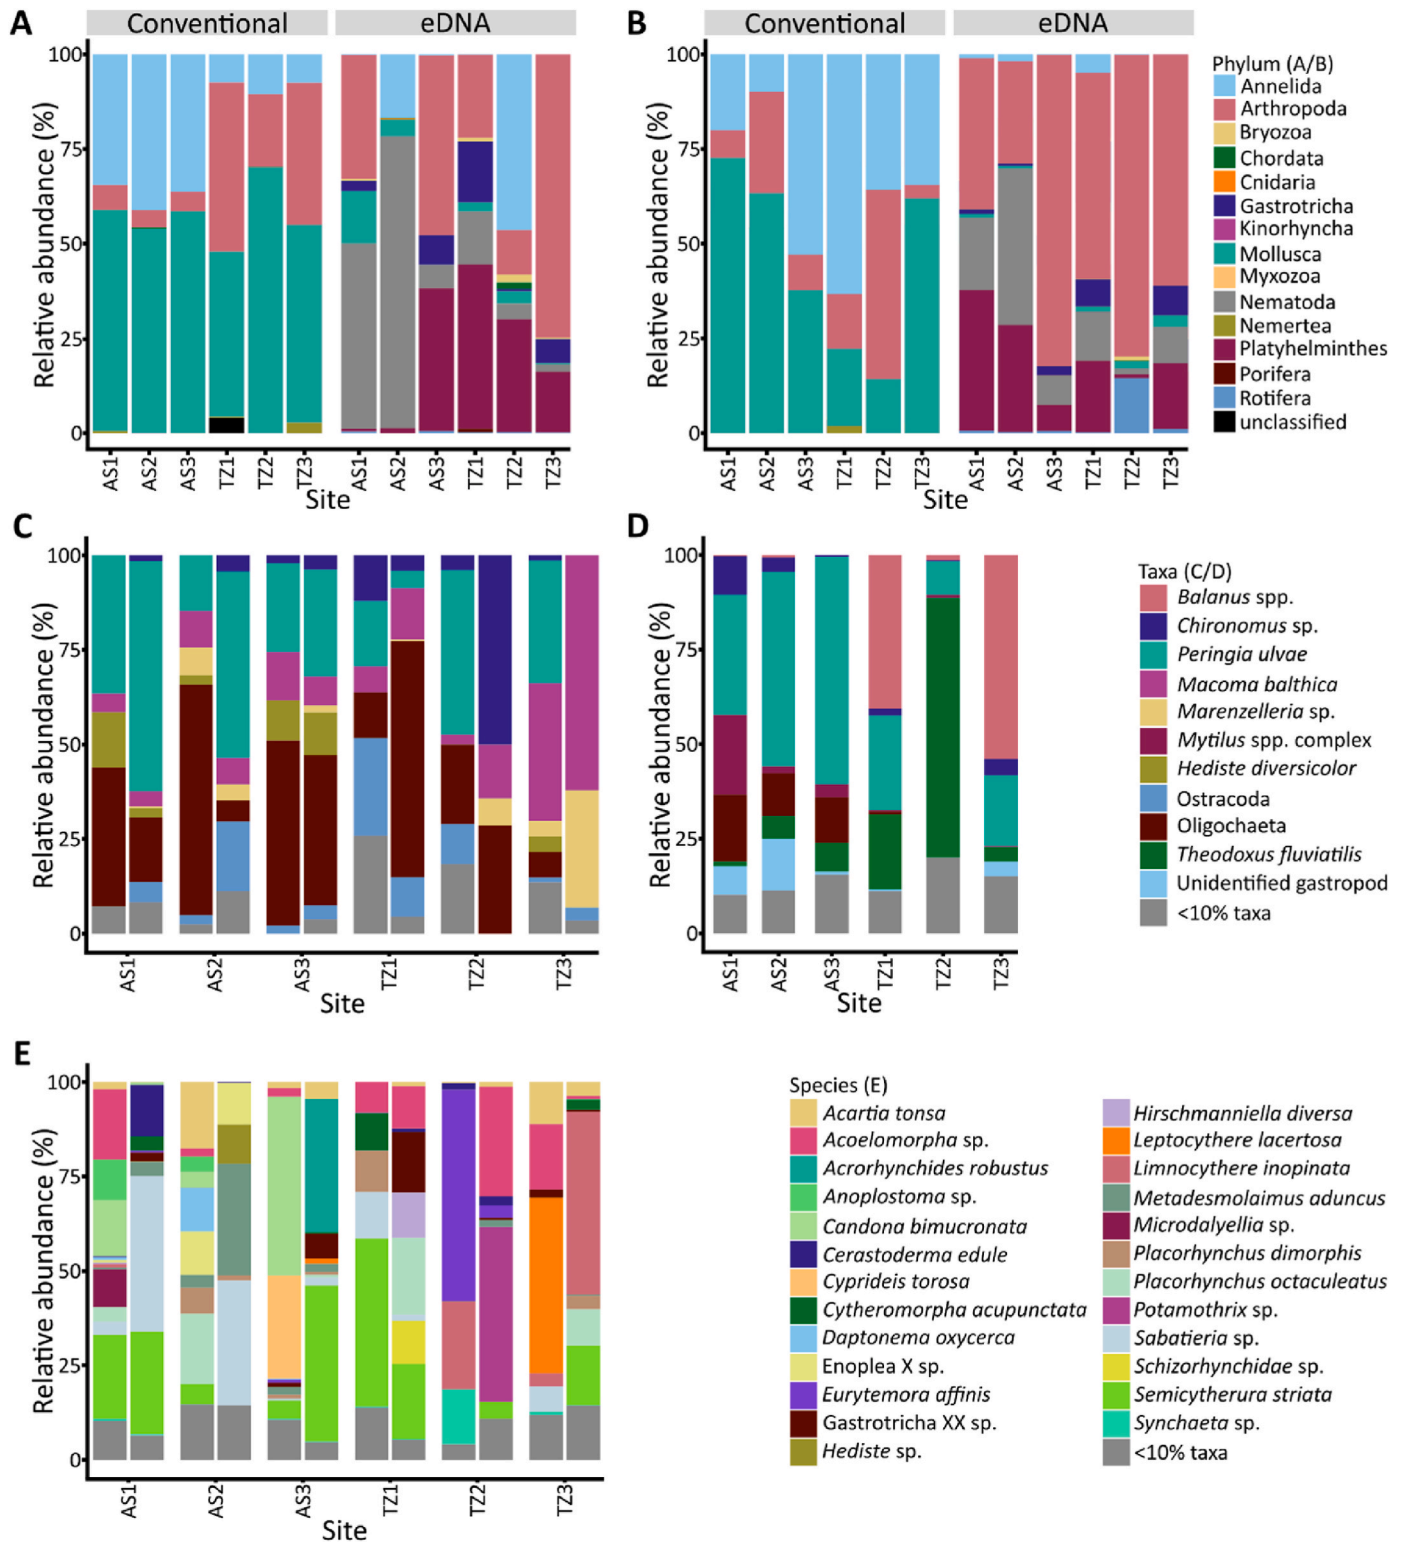 A
Conventional
eDNA
Relative abundance (%)
100
75
50
25
0
AS1
AS2
AS3
TZ1
TZ2
TZ3
AS1
AS2
AS3
TZ1
TZ2
TZ3
Site
B
Conventional
eDNA
Relative abundance (%)
100
75
50
25
0
AS1
AS2
AS3
TZ1
TZ2
TZ3
AS1
AS2
AS3
TZ1
TZ2
TZ3
Site
Phylum (A/B)
Annelida
Arthropoda
Bryozoa
Chordata
Cnidaria
Gastrotricha
Kinorhyncha
Mollusca
Myxozoa
Nematoda
Nemertea
Platyhelminthes
Porifera
Rotifera
unclassified
C
Relative abundance (%)
100
75
50
25
0
AS1
AS2
AS3
TZ1
TZ2
TZ3
Site
D
Relative abundance (%)
100
75
50
25
0
AS1
AS2
AS3
TZ1
TZ2
TZ3
Site
Taxa (C/D)
Balanus spp.
Chironomus sp.
Peringia ulvae
Macoma balthica
Marenzelleria sp.
Mytilus spp. complex
Hediste diversicolor
Ostracoda
Oligochaeta
Theodoxus fluviatilis
Unidentified gastropod
<10% taxa
E
Relative abundance (%)
100
75
50
25
0
AS1
AS2
AS3
TZ1
TZ2
TZ3
Site
Species (E)
Acartia tonsa
Acoelomorpha sp.
Acrorhynchides robustus
Anoplostoma sp.
Candona bimucronata
Cerastoderma edule
Cyprideis torosa
Cytheromorpha acupunctata
Daptonema oxycerca
Enoplea X sp.
Eurytemora affinis
Gastrotricha XX sp.
Hediste sp.
Hirschmanniella diversa
Leptocythere lacertosa
Limnocythere inopinata
Metadesmolaimus aduncus
Microdalyellia sp.
Placorhynchus dimorphis
Placorhynchus octaculeatus
Potamothrix sp.
Sabatieria sp.
Schizorhynchidae sp.
Semicytherura striata
Synchaeta sp.
<10% taxa